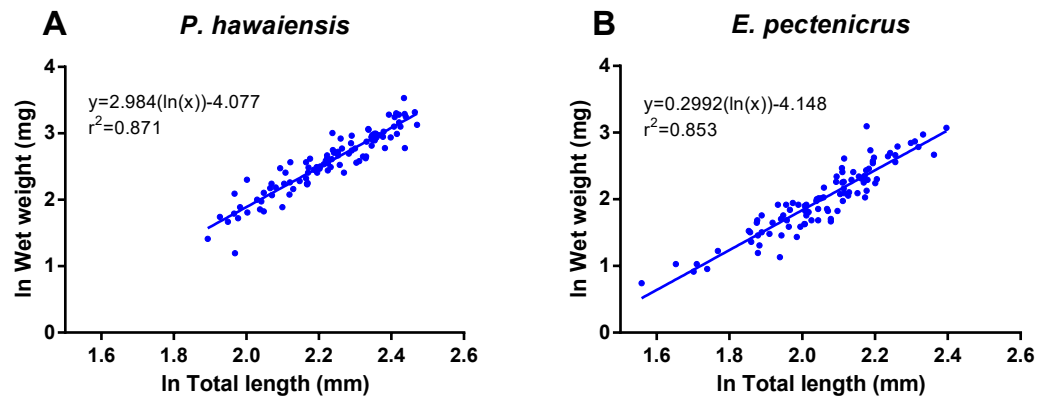 A
P. hawaiensis
y=2.984(ln(x))-4.077
r²=0.871
4
3
2
1
0
ln Wet weight (mg)
1.6
1.8
2.0
2.2
2.4
2.6
ln Total length (mm)
B
E. pectenicrus
y=0.2992(ln(x))-4.148
r²=0.853
4
3
2
1
0
ln Wet weight (mg)
1.6
1.8
2.0
2.2
2.4
2.6
ln Total length (mm)